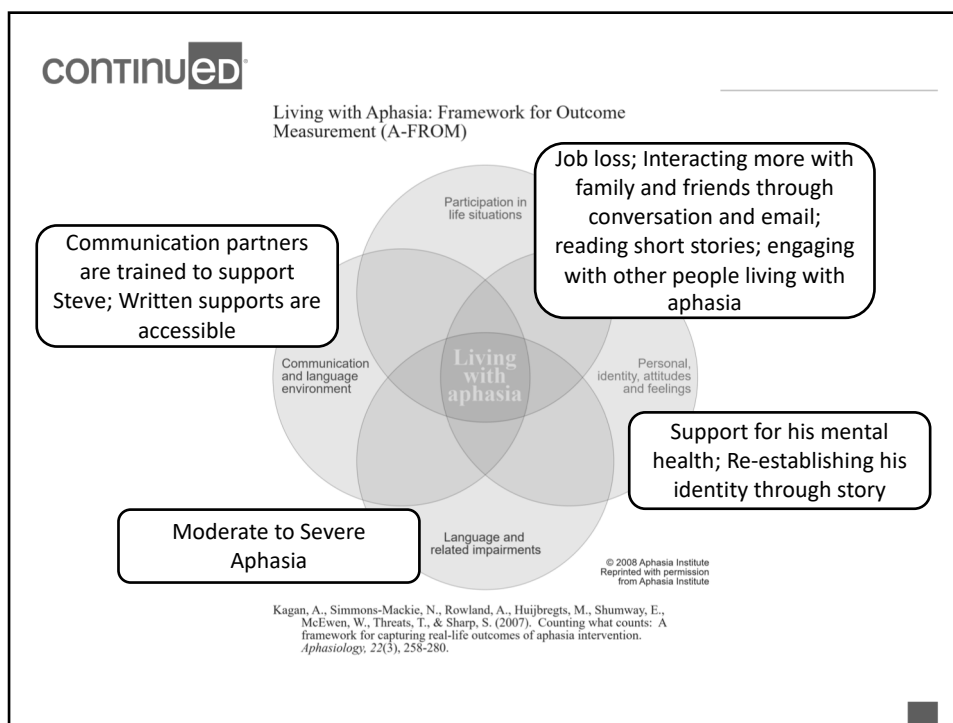 continued
Living with Aphasia: Framework for Outcome
Measurement (A-FROM)
Participation in
life situations
Job loss; Interacting more with
family and friends through
conversation and email;
reading short stories; engaging
with other people living with
aphasia
Communication partners
are trained to support
Steve; Written supports are
accessible
Communication
and language
environment
Living
with
aphasia
Personal,
identity, attitudes
and feelings
Support for his mental
health; Re-establishing his
identity through story
Moderate to Severe
Aphasia
Language and
related impairments
© 2008 Aphasia Institute
Reprinted with permission
from Aphasia Institute
Kagan, A., Simmons-Mackie, N., Rowland, A., Huijbregts, M., Shumway, E.,
McEwen, W., Threats, T., & Sharp, S. (2007). Counting what counts: A
framework for capturing real-life outcomes of aphasia intervention.
Aphasiology, 22(3), 258-280.